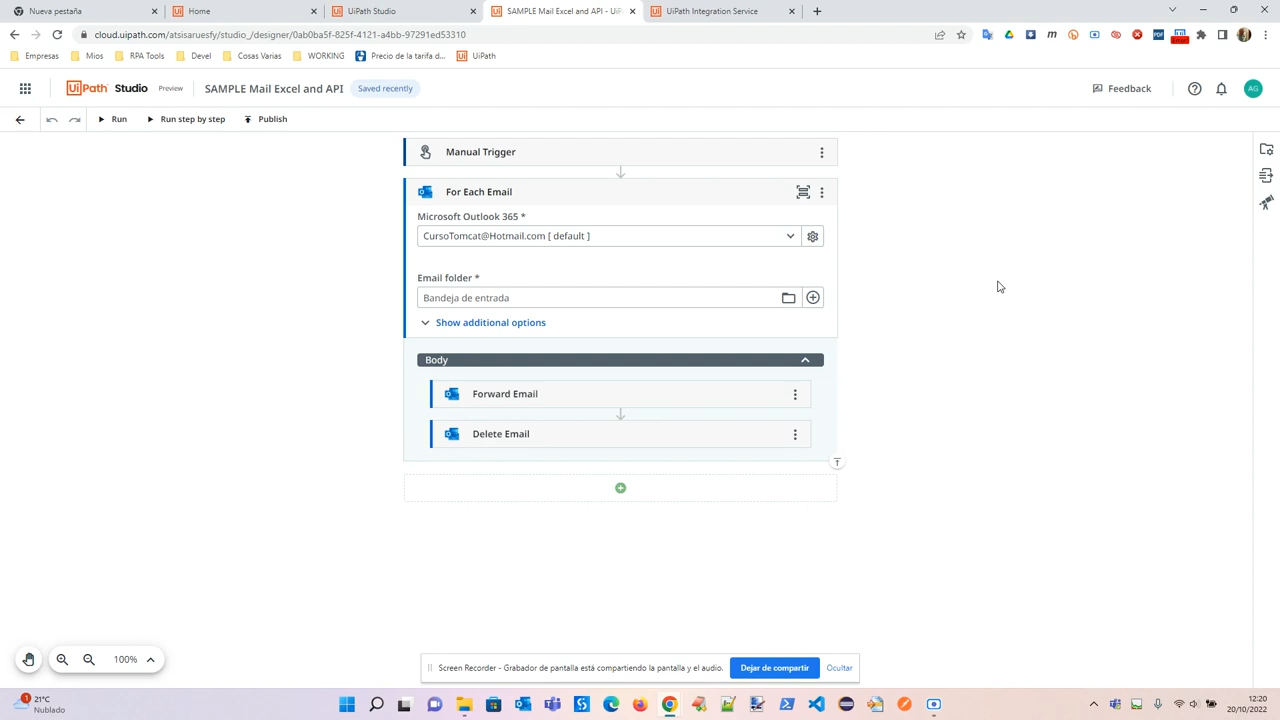 Nueva pestaña
Home
UiPath Studio
SAMPLE Mail Excel and API - UiP
UiPath Integration Service
cloud.uipath.com/atsisaruesfy/studio_/designer/0ab0ba5f-825f-4121-a4bb-97291ed53310
Empresas
Mios
RPA Tools
Devel
Cosas Varias
WORKING
Precio de la tarifa d...
UiPath
UiPath Studio Preview
SAMPLE Mail Excel and API
Saved recently
Feedback
AG
Run
Run step by step
Publish
Manual Trigger
For Each Email
Microsoft Outlook 365 *
CursoTomcat@Hotmail.com [ default ]
Email folder *
Bandeja de entrada
Show additional options
Body
Forward Email
Delete Email
100%
Screen Recorder - Grabador de pantalla está compartiendo la pantalla y el audio.
Dejar de compartir
Ocultar
1
21°C
Nublado
12:20
20/10/2022